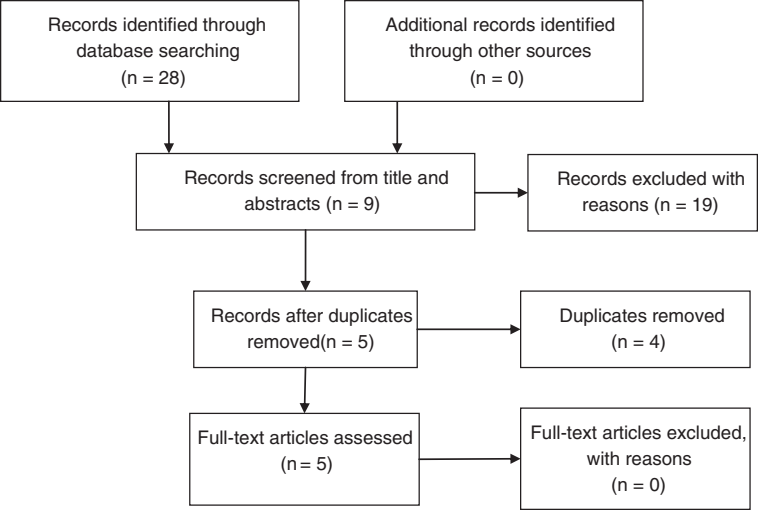 Records identified through
database searching
(n = 28)
Additional records identified
through other sources
(n = 0)
Records screened from title and
abstracts (n = 9)
Records excluded with
reasons (n = 19)
Records after duplicates
removed(n = 5)
Duplicates removed
(n = 4)
Full-text articles assessed
(n = 5)
Full-text articles excluded,
with reasons
(n = 0)